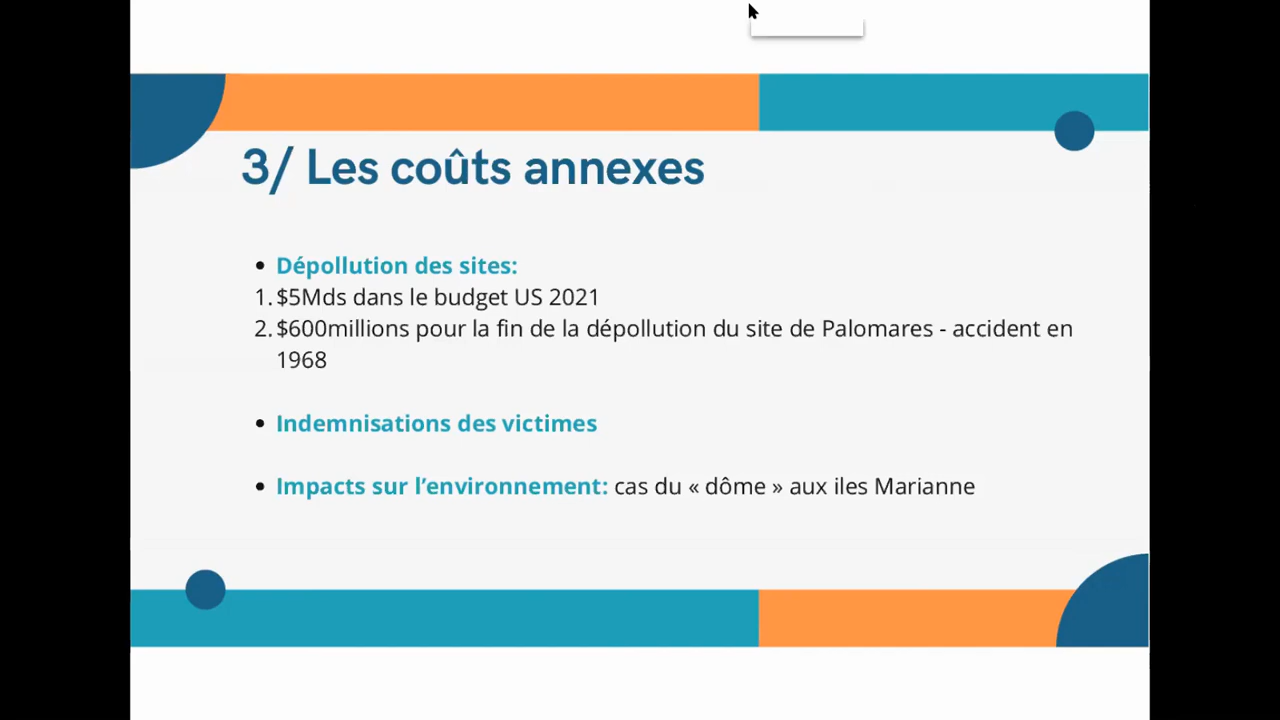 3/ Les coûts annexes
• Dépollution des sites:
1. $5Mds dans le budget US 2021
2. $600millions pour la fin de la dépollution du site de Palomares - accident en
1968
• Indemnisations des victimes
• Impacts sur l’environnement: cas du « dôme » aux iles Marianne